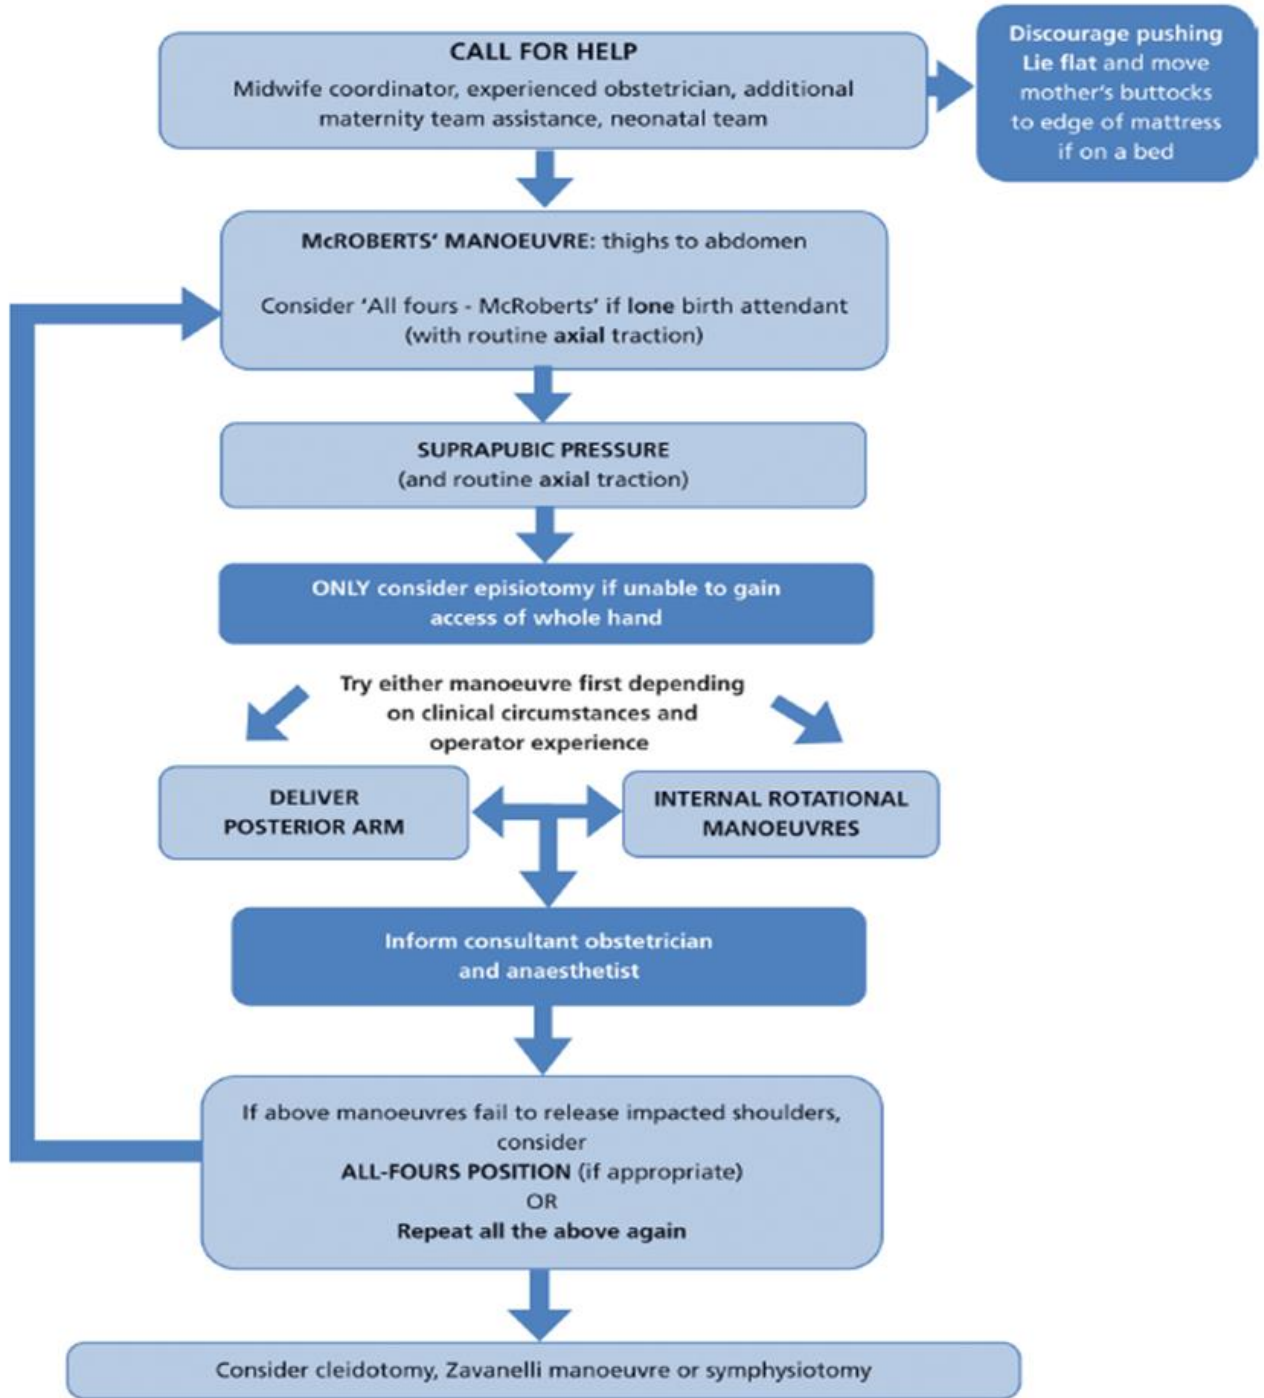 CALL FOR HELP
Midwife coordinator, experienced obstetrician, additional
maternity team assistance, neonatal team
Discourage pushing
Lie flat and move
mother's buttocks
to edge of mattress
if on a bed
McROBERTS' MANOEUVRE: thighs to abdomen
Consider 'All fours - McRoberts' if lone birth attendant
(with routine axial traction)
SUPRAPUBIC PRESSURE
(and routine axial traction)
ONLY consider episiotomy if unable to gain
access of whole hand
Try either manoeuvre first depending
on clinical circumstances and
operator experience
DELIVER
POSTERIOR ARM
INTERNAL ROTATIONAL
MANOEUVRES
Inform consultant obstetrician
and anaesthetist
If above manoeuvres fail to release impacted shoulders,
consider
ALL-FOURS POSITION (if appropriate)
OR
Repeat all the above again
Consider cleidotomy, Zavanelli manoeuvre or symphysiotomy